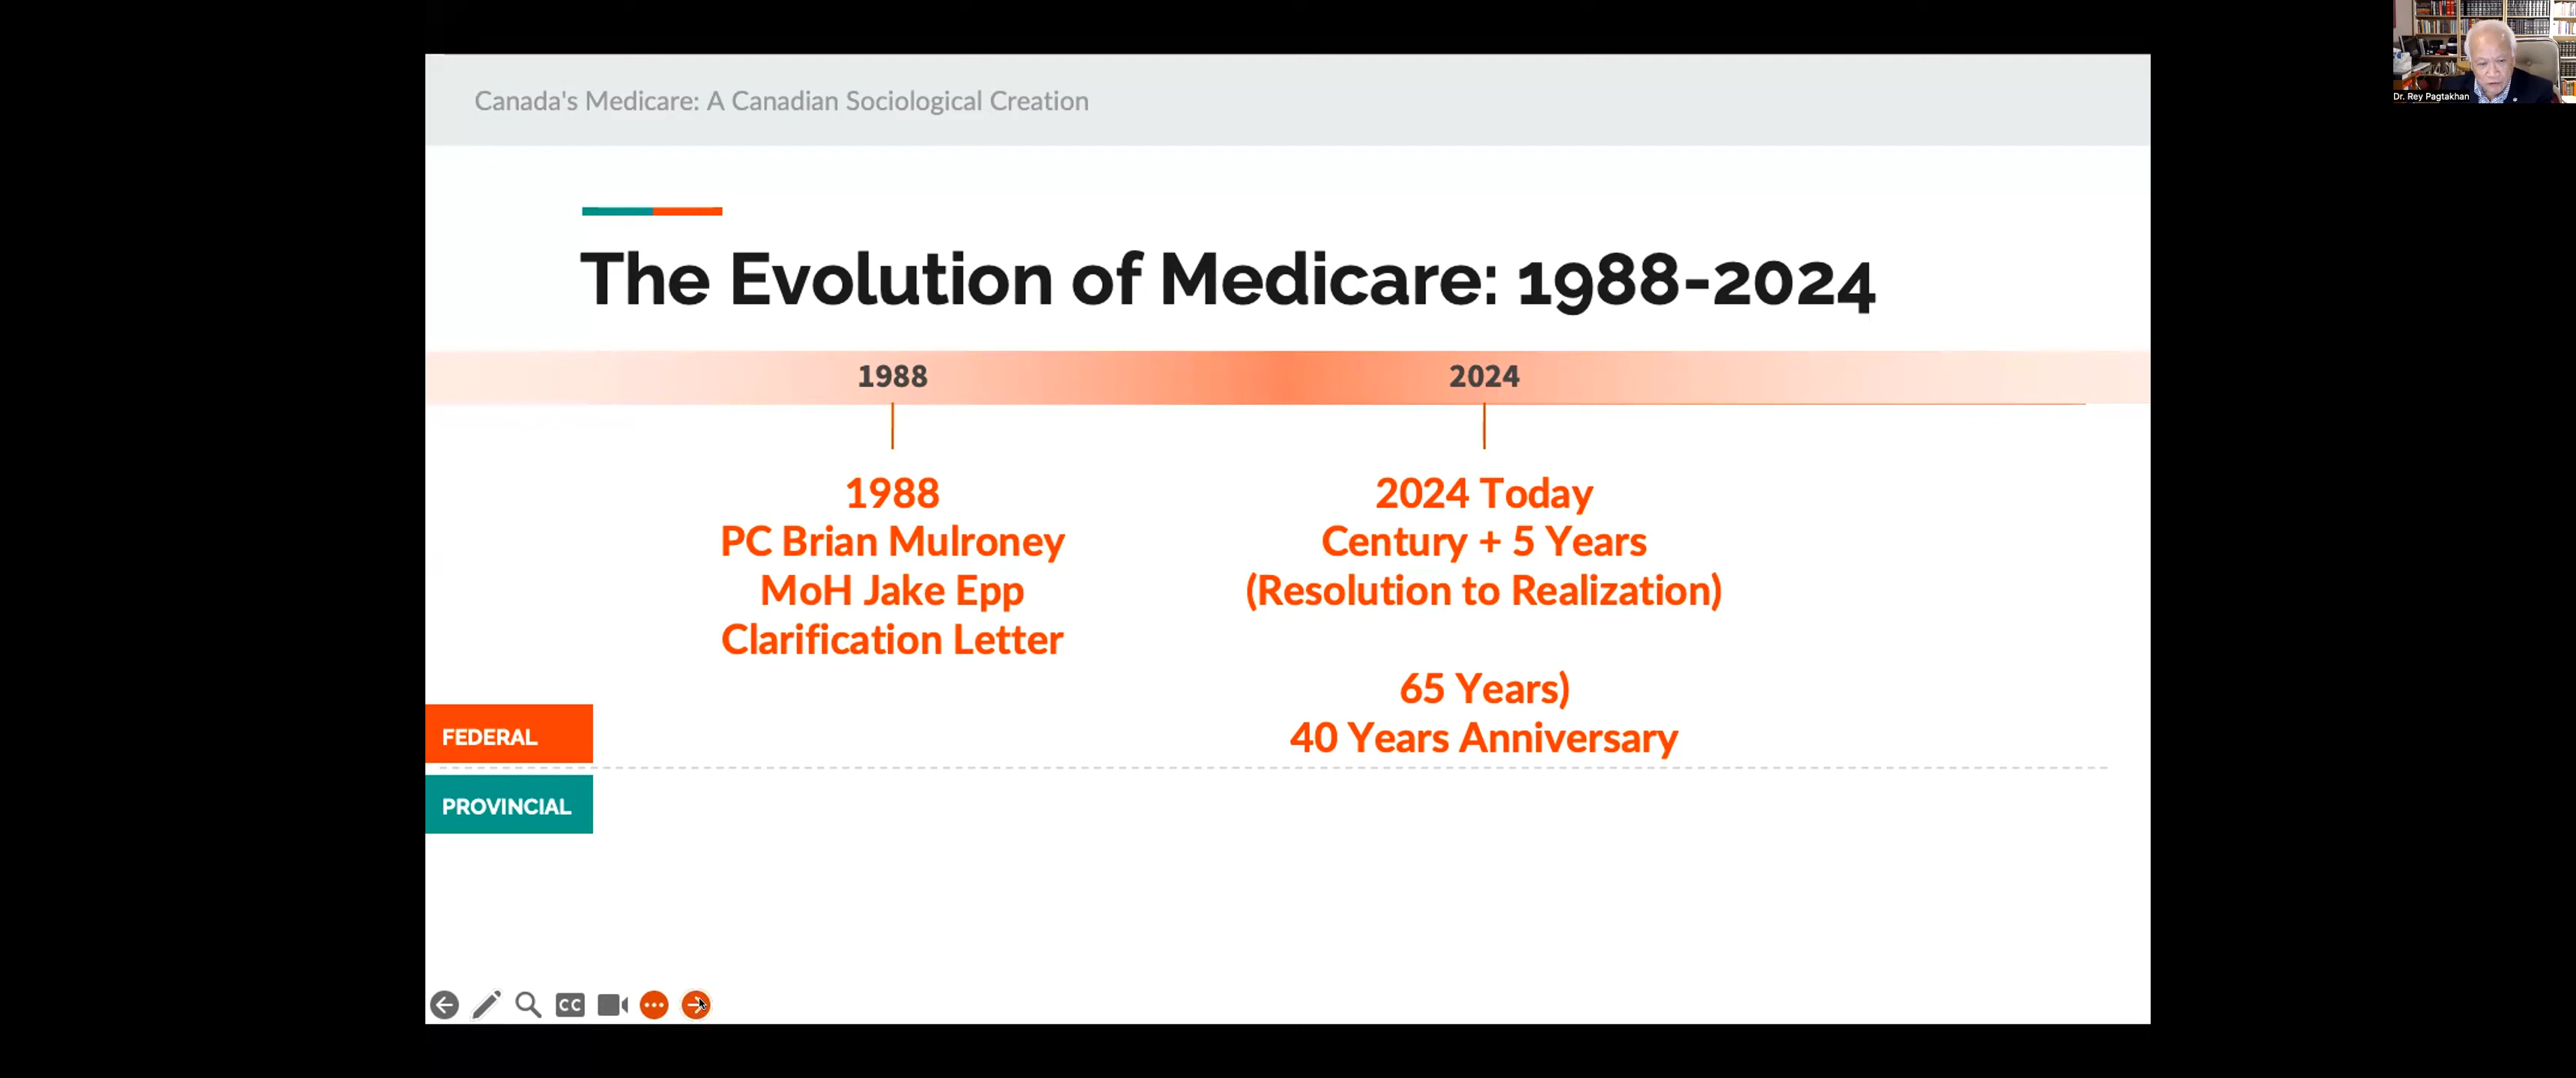 Canada's Medicare: A Canadian Sociological Creation
Dr. Rey Pagtakhan
The Evolution of Medicare: 1988-2024
1988
2024
1988
PC Brian Mulroney
MoH Jake Epp
Clarification Letter
2024 Today
Century + 5 Years
(Resolution to Realization)
65 Years)
40 Years Anniversary
FEDERAL
PROVINCIAL
CC